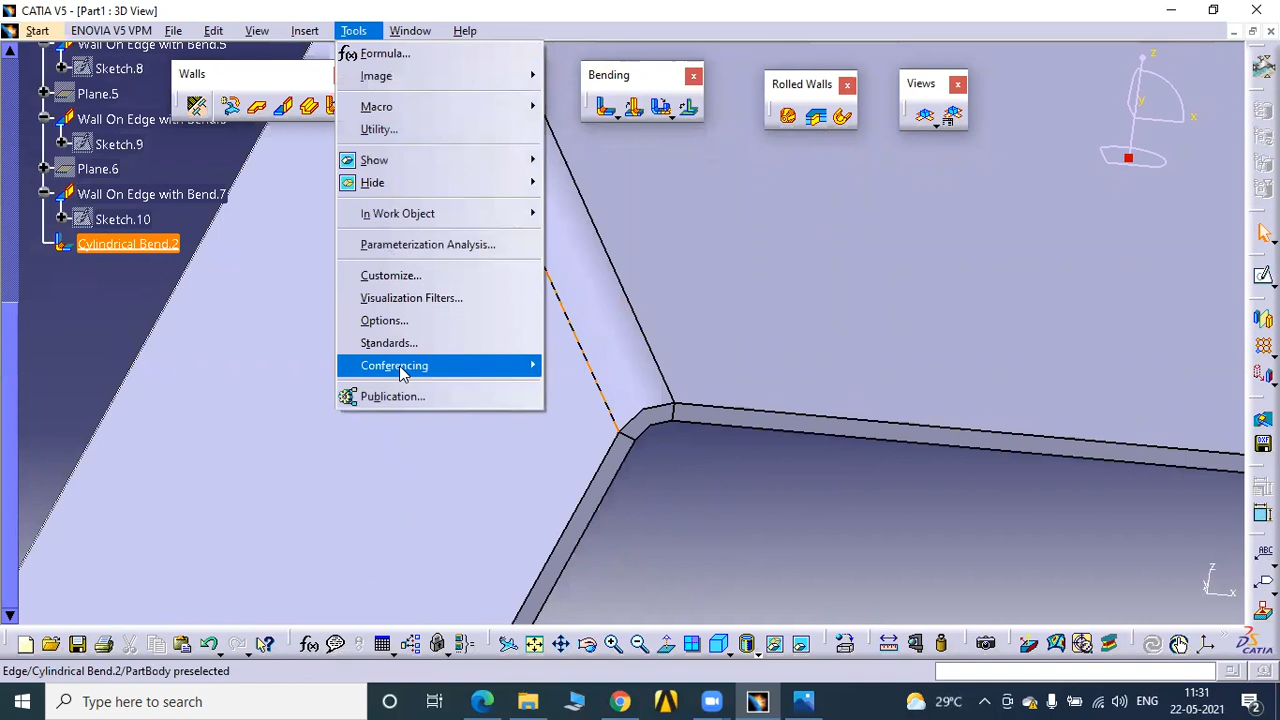 CATIA V5 - [Part1 : 3D View]
Start ENOVIA V5 VPM File Edit View Insert Tools Window Help
Wall On Edge with Bend.5
Sketch.8
Plane.5
Sketch.9
Plane.6
Wall On Edge with Bend.7
Sketch.10
Cylindrical Bend.2
Walls
Formula...
Image
Macro
Utility...
Show
Hide
In Work Object
Parameterization Analysis...
Customize...
Visualization Filters...
Options...
Standards...
Conferencing
Publication...
Bending
Rolled Walls
Views
z
y
x
z
x
ABC
f(x)
CATIA
Edge/Cylindrical Bend.2/PartBody preselected
Type here to search
29°C
ENG
11:31
22-05-2021
2